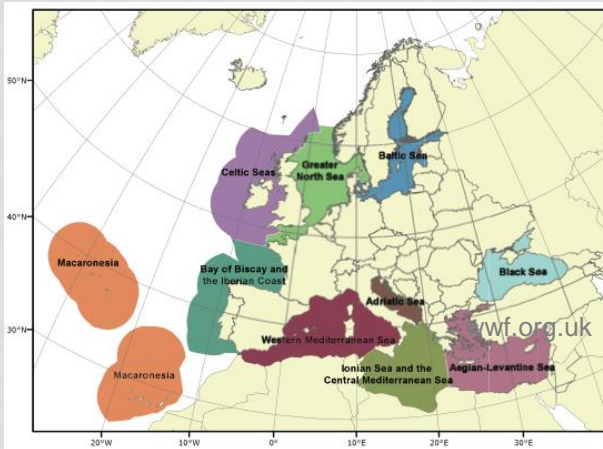 50°N
40°N
30°N
Celtic Seas
Greater
North Sea
Baltic Sea
Macaronesia
Bay of Biscay and
the Iberian Coast
Black Sea
Adriatic Sea
wwf.org.uk
Western Mediterranean Sea
Ionian Sea and the
Central Mediterranean Sea
Aegian-Levantine Sea
Macaronesia
20°W
10°W
0°
10°E
20°E
30°E